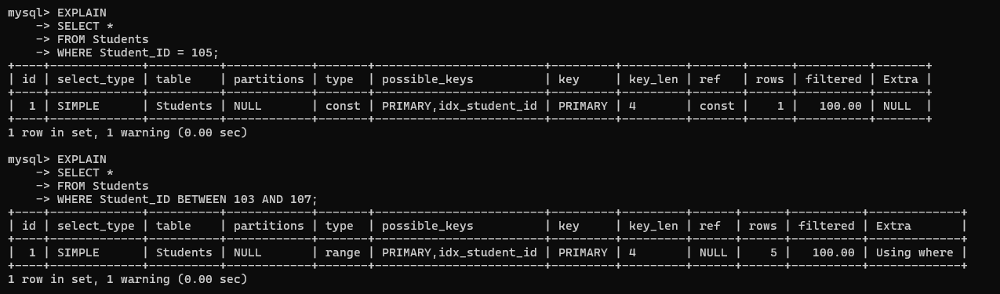 mysql> EXPLAIN
    -> SELECT *
    -> FROM Students
    -> WHERE Student_ID = 105;
+----+-------------+----------+------------+-------+------------------------+---------+---------+-------+------+----------+-------+
| id | select_type | table    | partitions | type  | possible_keys          | key     | key_len | ref   | rows | filtered | Extra |
+----+-------------+----------+------------+-------+------------------------+---------+---------+-------+------+----------+-------+
|  1 | SIMPLE      | Students | NULL       | const | PRIMARY,idx_student_id | PRIMARY | 4       | const |    1 |   100.00 | NULL  |
+----+-------------+----------+------------+-------+------------------------+---------+---------+-------+------+----------+-------+
1 row in set, 1 warning (0.00 sec)

mysql> EXPLAIN
    -> SELECT *
    -> FROM Students
    -> WHERE Student_ID BETWEEN 103 AND 107;
+----+-------------+----------+------------+-------+------------------------+---------+---------+------+------+----------+-------------+
| id | select_type | table    | partitions | type  | possible_keys          | key     | key_len | ref  | rows | filtered | Extra       |
+----+-------------+----------+------------+-------+------------------------+---------+---------+------+------+----------+-------------+
|  1 | SIMPLE      | Students | NULL       | range | PRIMARY,idx_student_id | PRIMARY | 4       | NULL |    5 |   100.00 | Using where |
+----+-------------+----------+------------+-------+------------------------+---------+---------+------+------+----------+-------------+
1 row in set, 1 warning (0.00 sec)